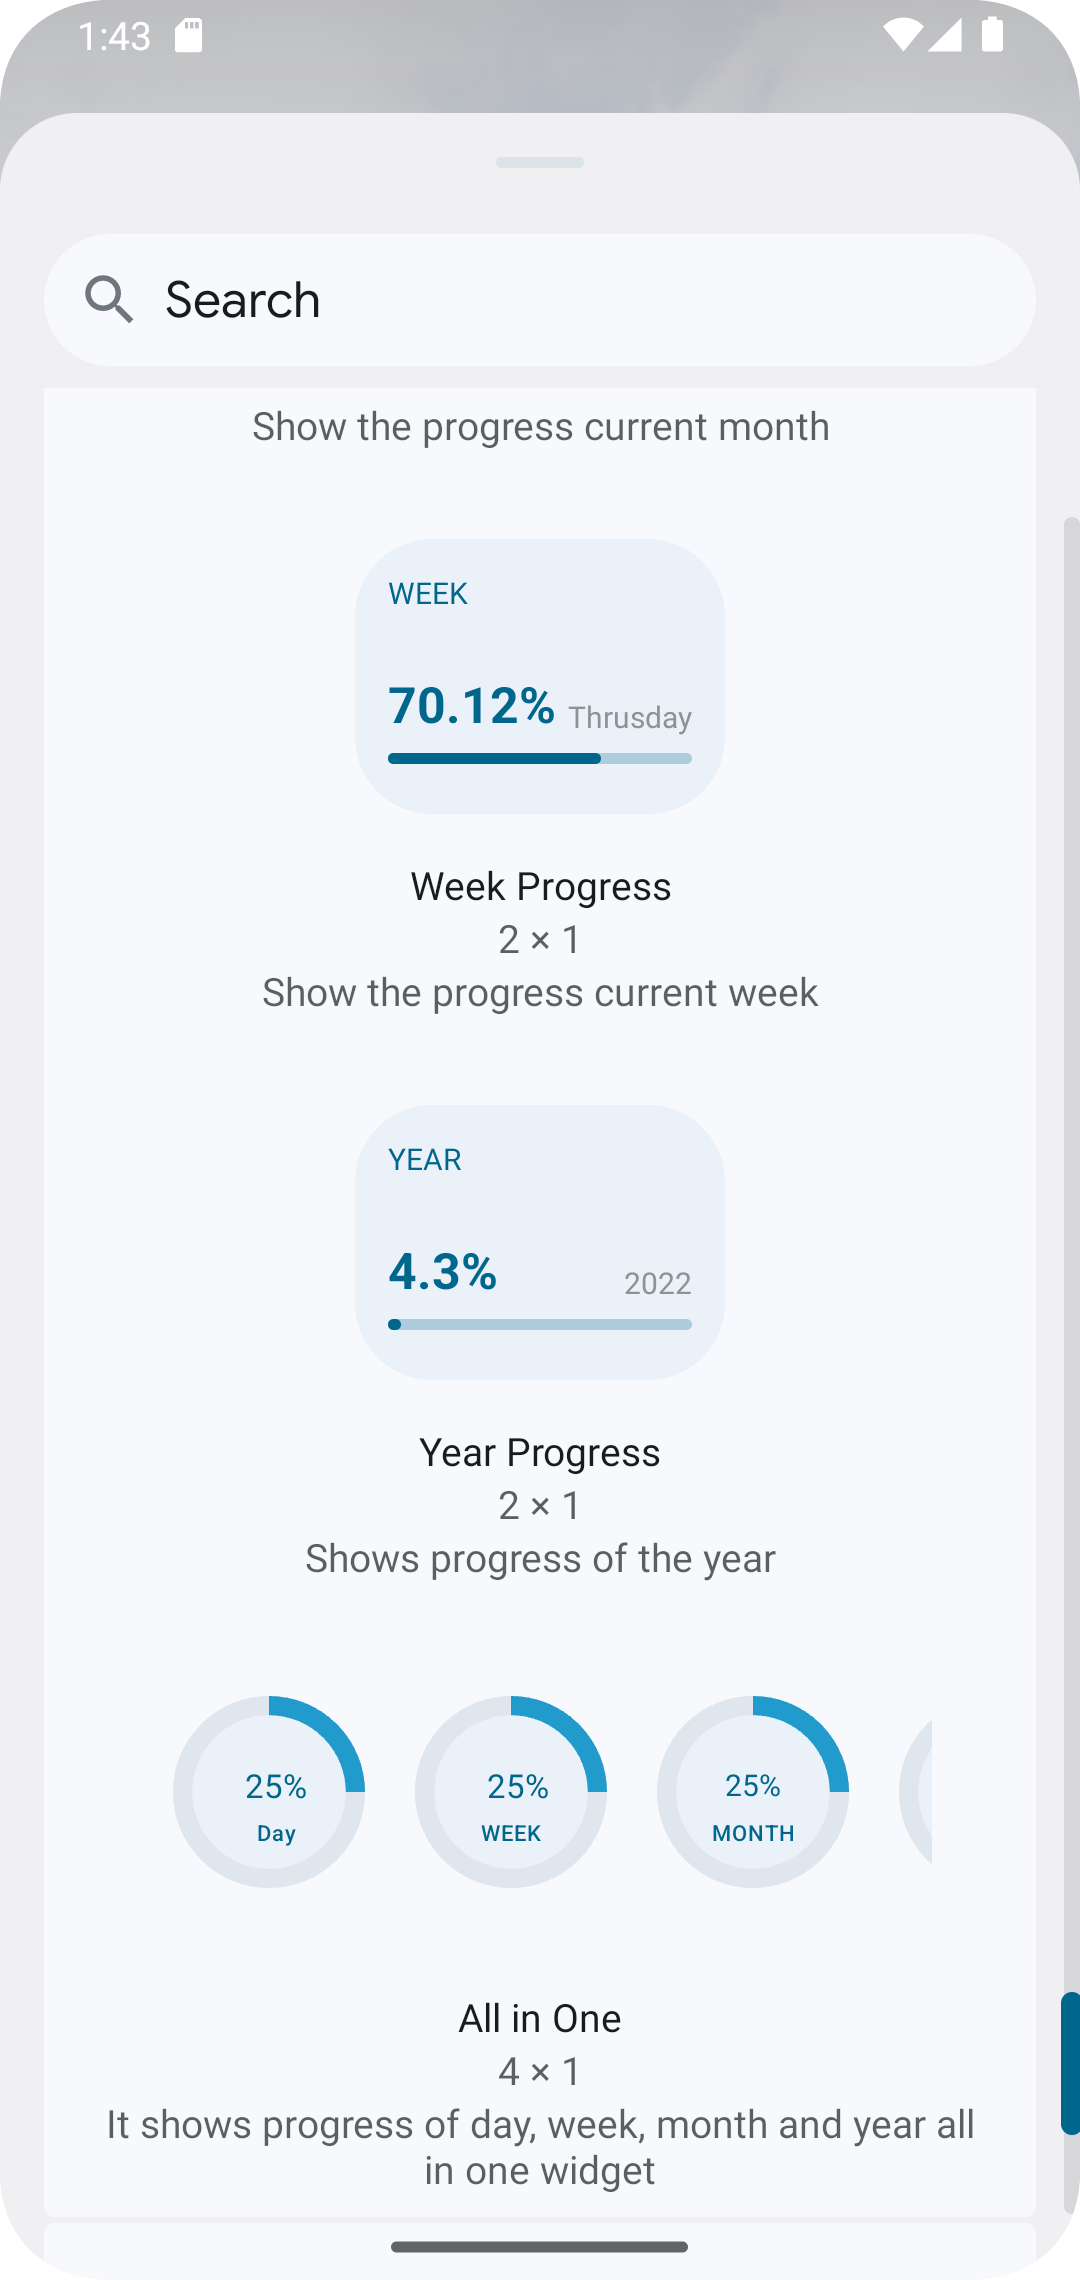 1:43
Search
Show the progress current month
WEEK
70.12% Thrusday
Week Progress
2 × 1
Show the progress current week
YEAR
4.3% 2022
Year Progress
2 × 1
Shows progress of the year
25% 25% 25%
Day WEEK MONTH
All in One
4 × 1
It shows progress of day, week, month and year all
in one widget